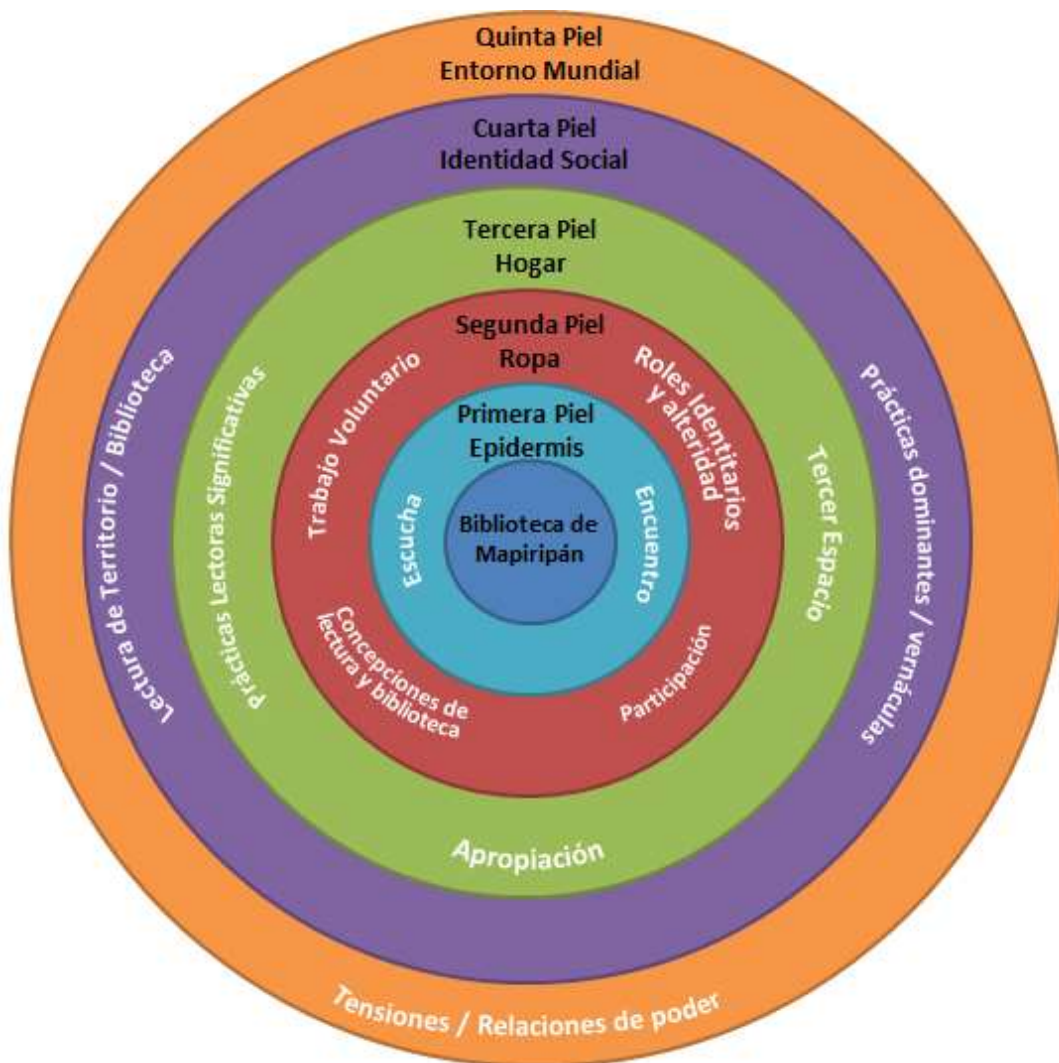 Quinta Piel
Entorno Mundial
Cuarta Piel
Identidad Social
Tercera Piel
Hogar
Segunda Piel
Ropa
Primera Piel
Epidermis
Biblioteca de
Mapiripán
Escucha
Encuentro
Trabajo Voluntario
Roles Identitarios
y alteridad
Concepciones de
lectura y biblioteca
Participación
Prácticas Lectoras Significativas
Tercer Espacio
Apropiación
Lectura de Territorio / Biblioteca
Prácticas dominantes / vernáculas
Tensiones / Relaciones de poder